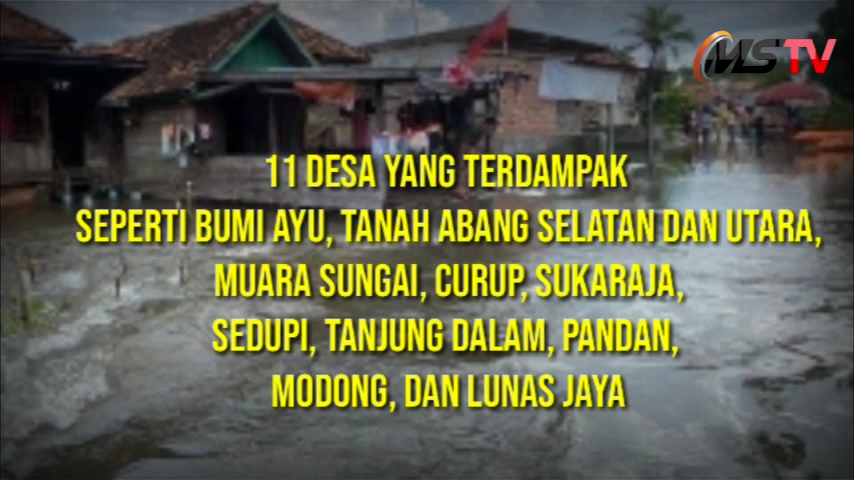 MSTV
11 DESA YANG TERDAMPAK
SEPERTI BUMI AYU, TANAH ABANG SELATAN DAN UTARA,
MUARA SUNGAI, CURUP, SUKARAJA,
SEDUPI, TANJUNG DALAM, PANDAN,
MODONG, DAN LUNAS JAYA